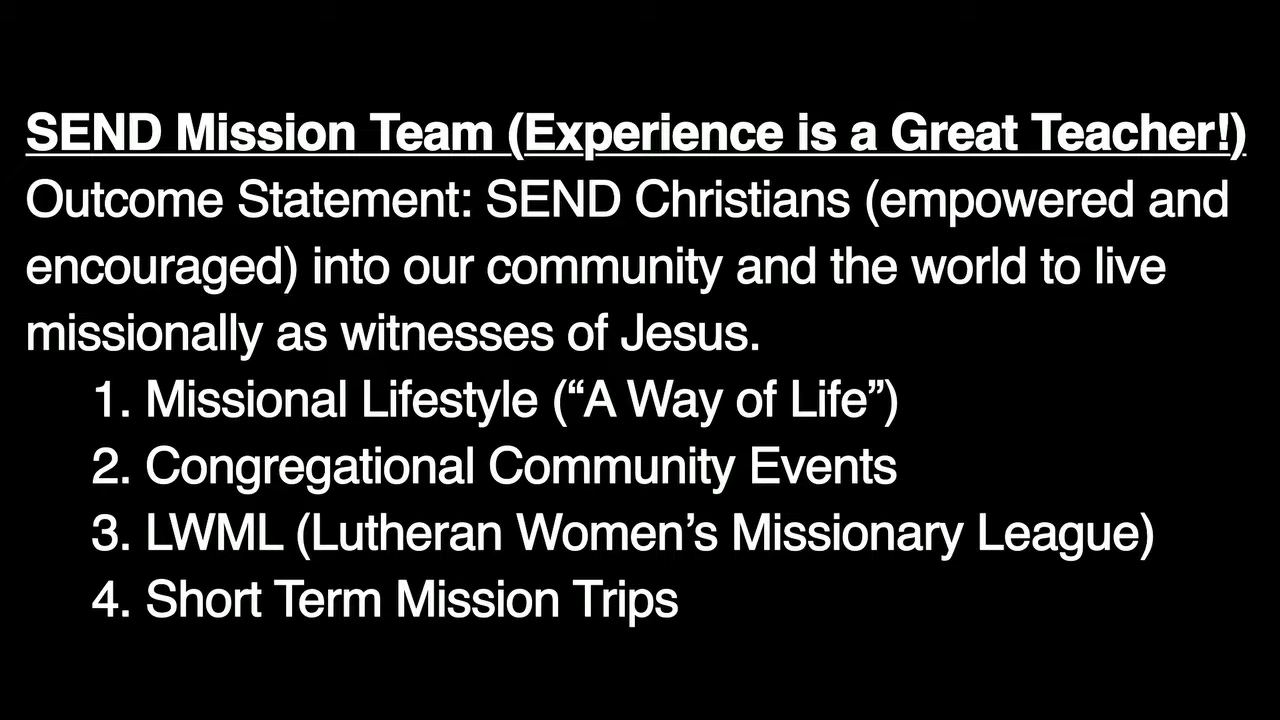 SEND Mission Team (Experience is a Great Teacher!)
Outcome Statement: SEND Christians (empowered and
encouraged) into our community and the world to live
missionally as witnesses of Jesus.
1. Missional Lifestyle (“A Way of Life”)
2. Congregational Community Events
3. LWML (Lutheran Women’s Missionary League)
4. Short Term Mission Trips